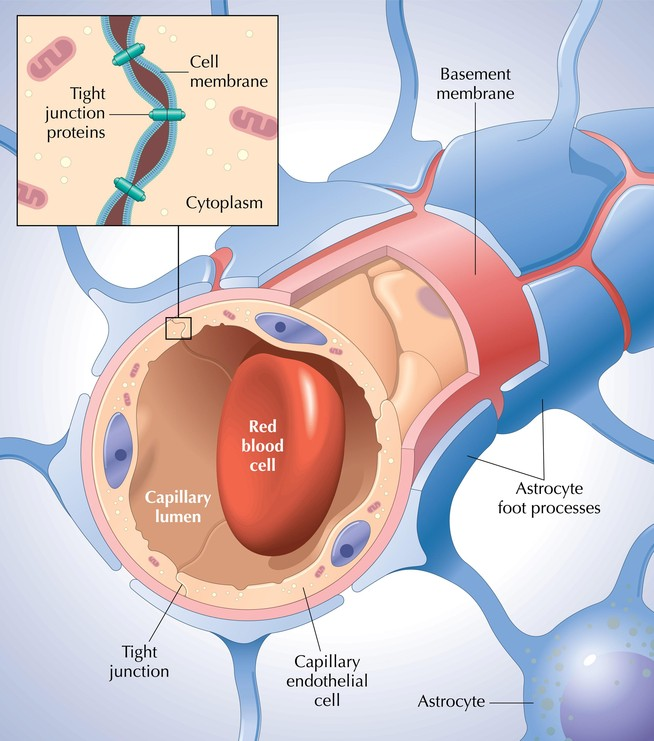 Cell
membrane
Tight
junction
proteins
Cytoplasm
Basement
membrane
Red
blood
cell
Capillary
lumen
Astrocyte
foot processes
Tight
junction
Capillary
endothelial
cell
Astrocyte